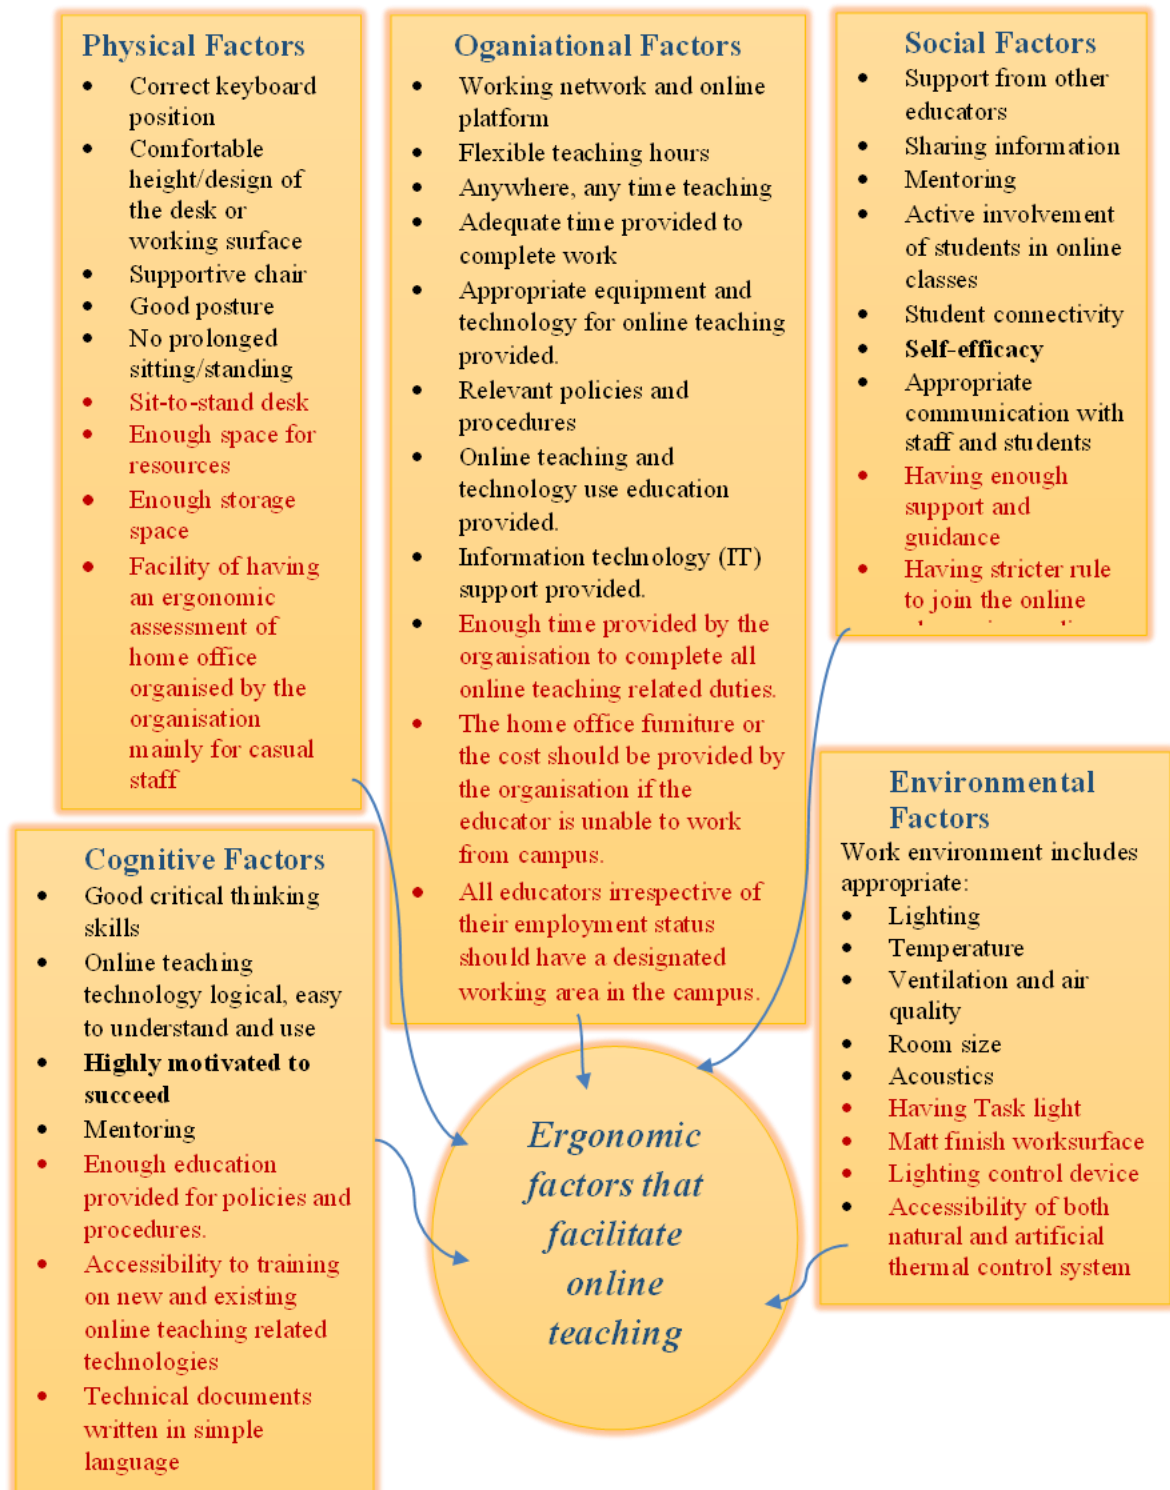 Physical Factors
• Correct keyboard
position
• Comfortable
height/design of
the desk or
working surface
• Supportive chair
• Good posture
• No prolonged
sitting/standing
• Sit-to-stand desk
• Enough space for
resources
• Enough storage
space
• Facility of having
an ergonomic
assessment of
home office
organised by the
organisation
mainly for casual
staff
Oganiational Factors
• Working network and online
platform
• Flexible teaching hours
• Anywhere, any time teaching
• Adequate time provided to
complete work
• Appropriate equipment and
technology for online teaching
provided.
• Relevant policies and
procedures
• Online teaching and
technology use education
provided.
• Information technology (IT)
support provided.
• Enough time provided by the
organisation to complete all
online teaching related duties.
• The home office furniture or
the cost should be provided by
the organisation if the
educator is unable to work
from campus.
• All educators irrespective of
their employment status
should have a designated
working area in the campus.
Social Factors
• Support from other
educators
• Sharing information
• Mentoring
• Active involvement
of students in online
classes
• Student connectivity
• Self-efficacy
• Appropriate
communication with
staff and students
• Having enough
support and
guidance
• Having stricter rule
to join the online
Cognitive Factors
• Good critical thinking
skills
• Online teaching
technology logical, easy
to understand and use
• Highly motivated to
succeed
• Mentoring
• Enough education
provided for policies and
procedures.
• Accessibility to training
on new and existing
online teaching related
technologies
• Technical documents
written in simple
language
Environmental
Factors
Work environment includes
appropriate:
• Lighting
• Temperature
• Ventilation and air
quality
• Room size
• Acoustics
• Having Task light
• Matt finish worksurface
• Lighting control device
• Accessibility of both
natural and artificial
thermal control system
Ergonomic
factors that
facilitate
online
teaching